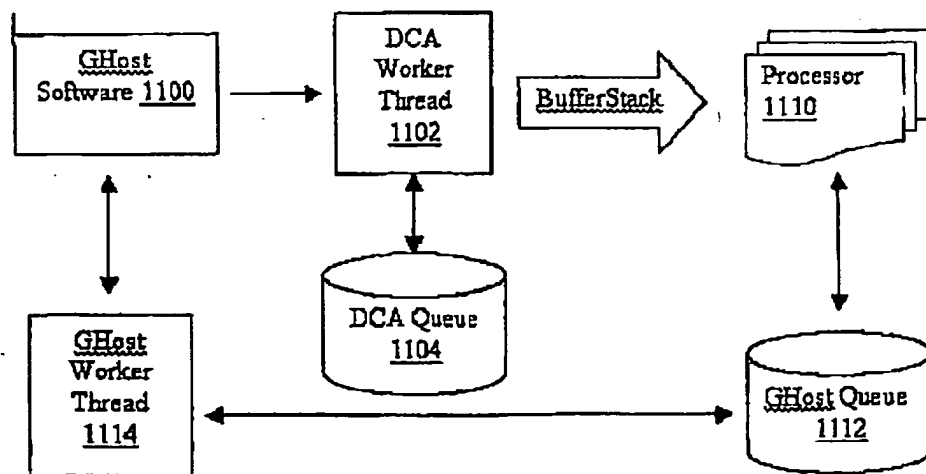 GHost
Software 1100
DCA
Worker
Thread
1102
BufferStack
Processor
1110
DCA Queue
1104
GHost
Worker
Thread
1114
GHost Queue
1112